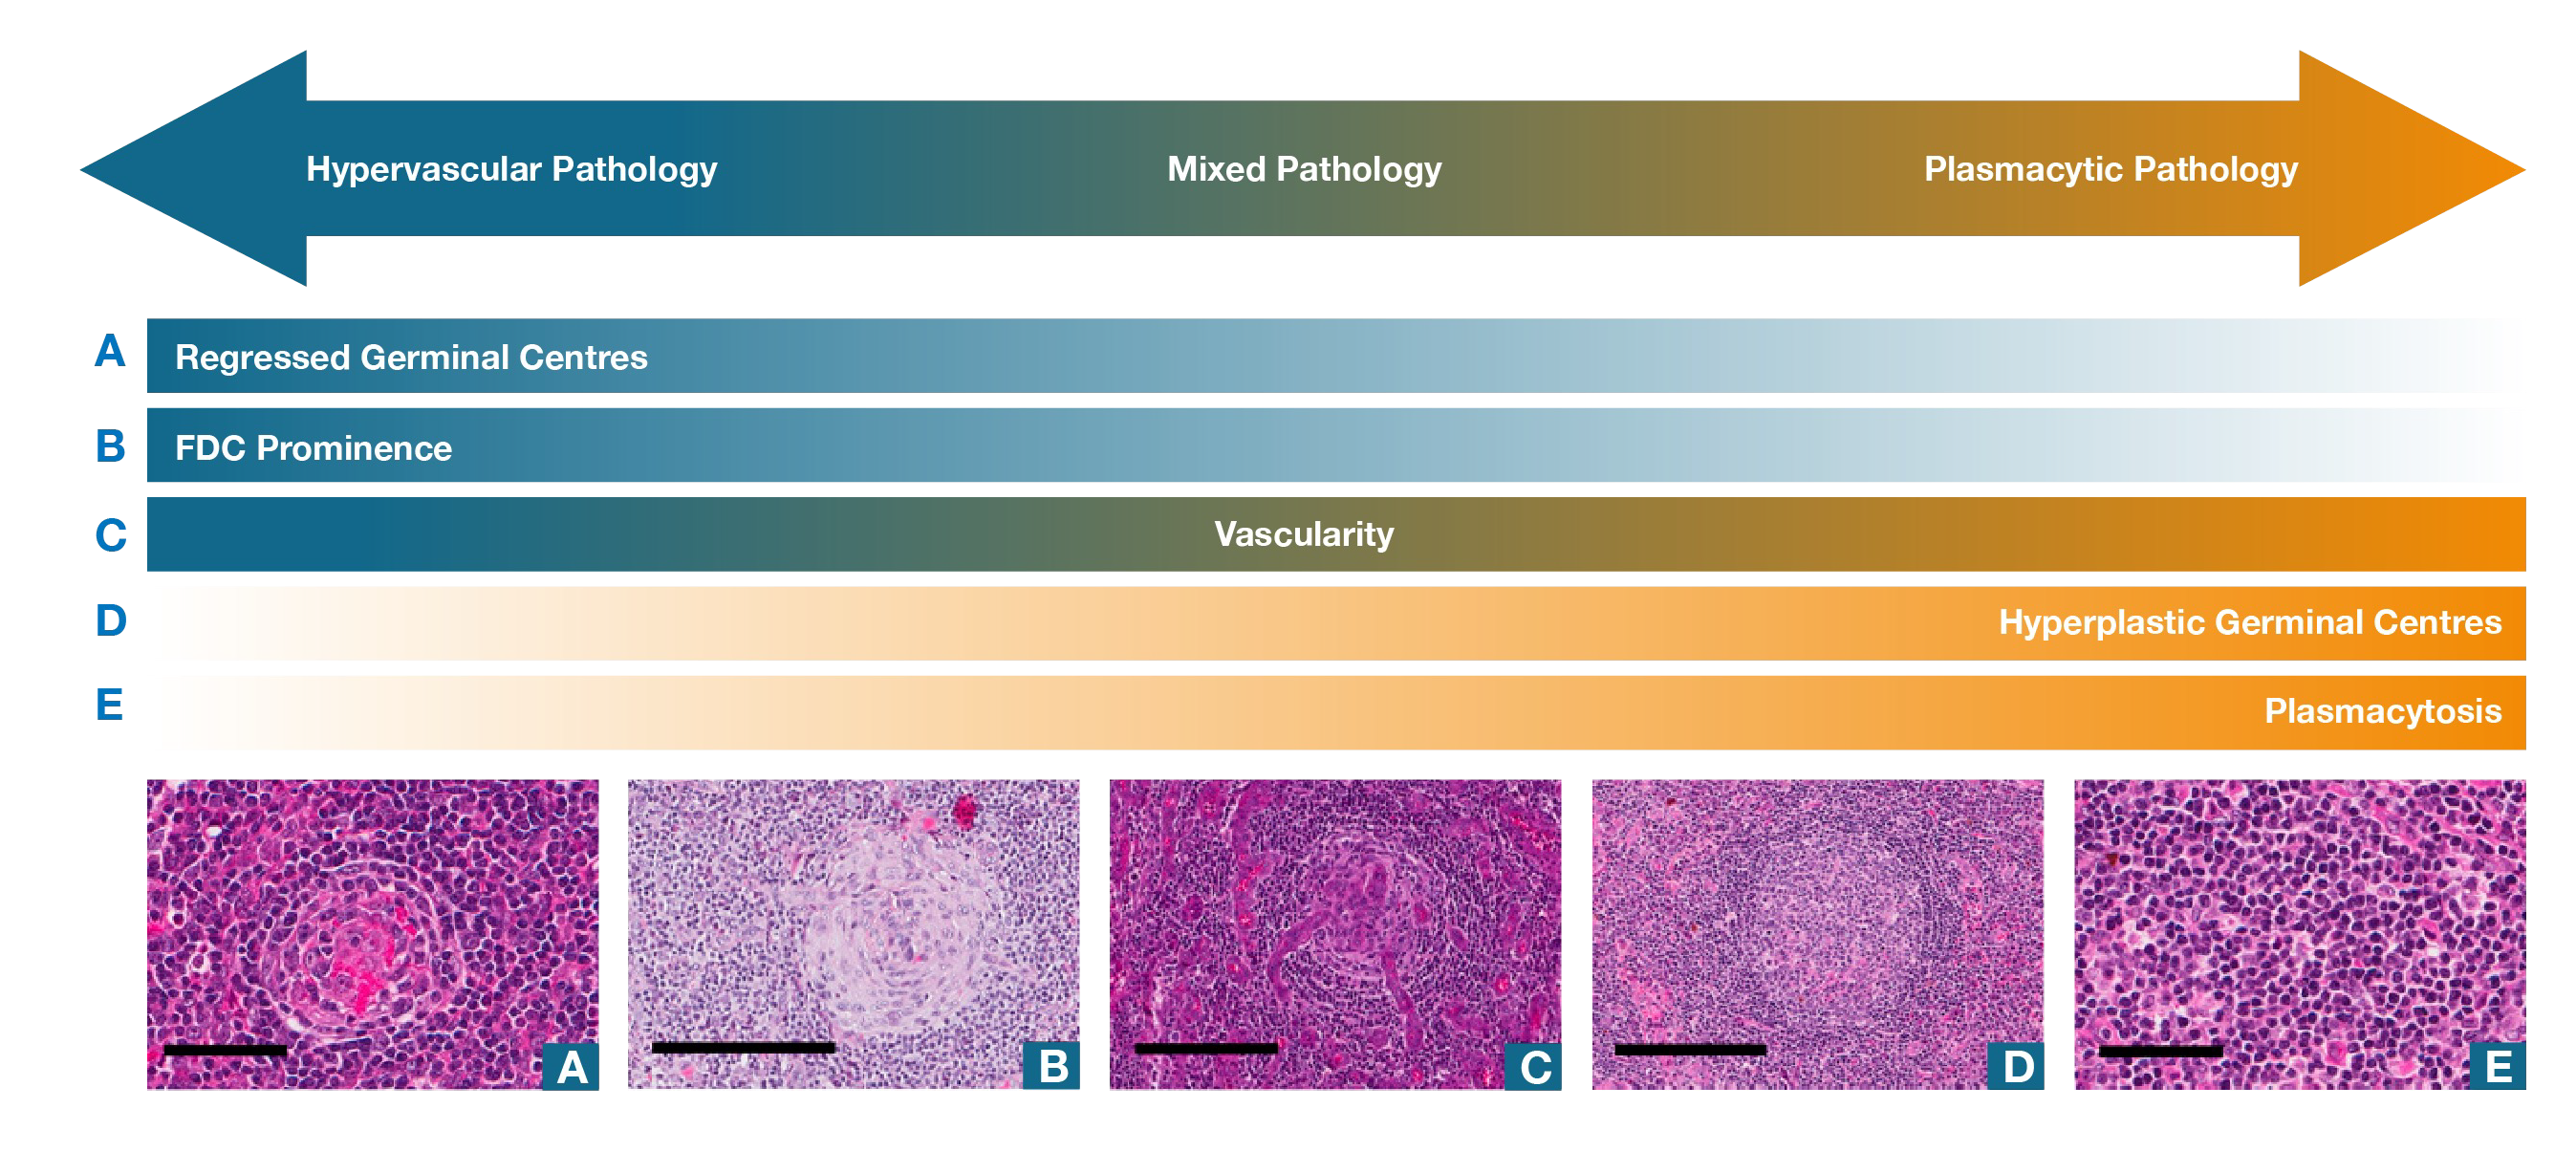 Hypervascular Pathology Mixed Pathology Plasmacytic Pathology
A Regressed Germinal Centres
B FDC Prominence
C Vascularity
D Hyperplastic Germinal Centres
E Plasmacytosis
A B C D E